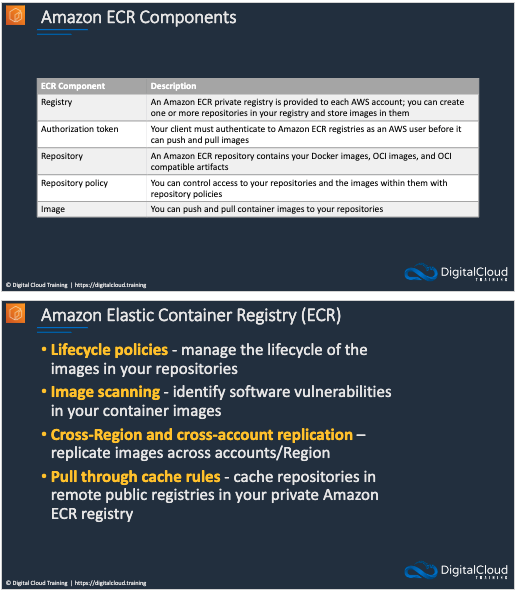 Amazon ECR Components
ECR Component Description
Registry An Amazon ECR private registry is provided to each AWS account; you can create
one or more repositories in your registry and store images in them
Authorization token Your client must authenticate to Amazon ECR registries as an AWS user before it
can push and pull images
Repository An Amazon ECR repository contains your Docker images, OCI images, and OCI
compatible artifacts
Repository policy You can control access to your repositories and the images within them with
repository policies
Image You can push and pull container images to your repositories
© Digital Cloud Training | https://digitalcloud.training
DigitalCloud
TRAINING
Amazon Elastic Container Registry (ECR)
• Lifecycle policies - manage the lifecycle of the
images in your repositories
• Image scanning - identify software vulnerabilities
in your container images
• Cross-Region and cross-account replication –
replicate images across accounts/Region
• Pull through cache rules - cache repositories in
remote public registries in your private Amazon
ECR registry
© Digital Cloud Training | https://digitalcloud.training
DigitalCloud
TRAINING